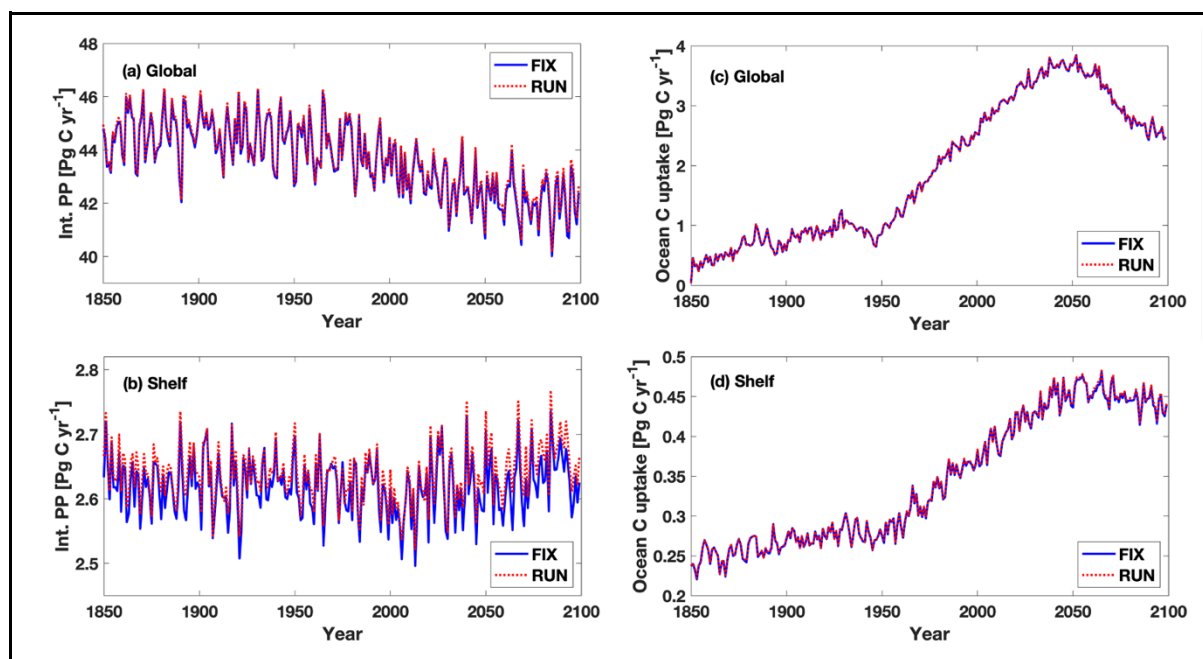 48
46
44
42
40
Int. PP [Pg C yr-1]
(a) Global
FIX
RUN
1850 1900 1950 2000 2050 2100
Year
4
3
2
1
0
Ocean C uptake [Pg C yr-1]
(c) Global
FIX
RUN
1850 1900 1950 2000 2050 2100
Year
2.8
2.7
2.6
2.5
Int. PP [Pg C yr-1]
(b) Shelf
FIX
RUN
1850 1900 1950 2000 2050 2100
Year
0.5
0.45
0.4
0.35
0.3
0.25
0.2
Ocean C uptake [Pg C yr-1]
(d) Shelf
FIX
RUN
1850 1900 1950 2000 2050 2100
Year